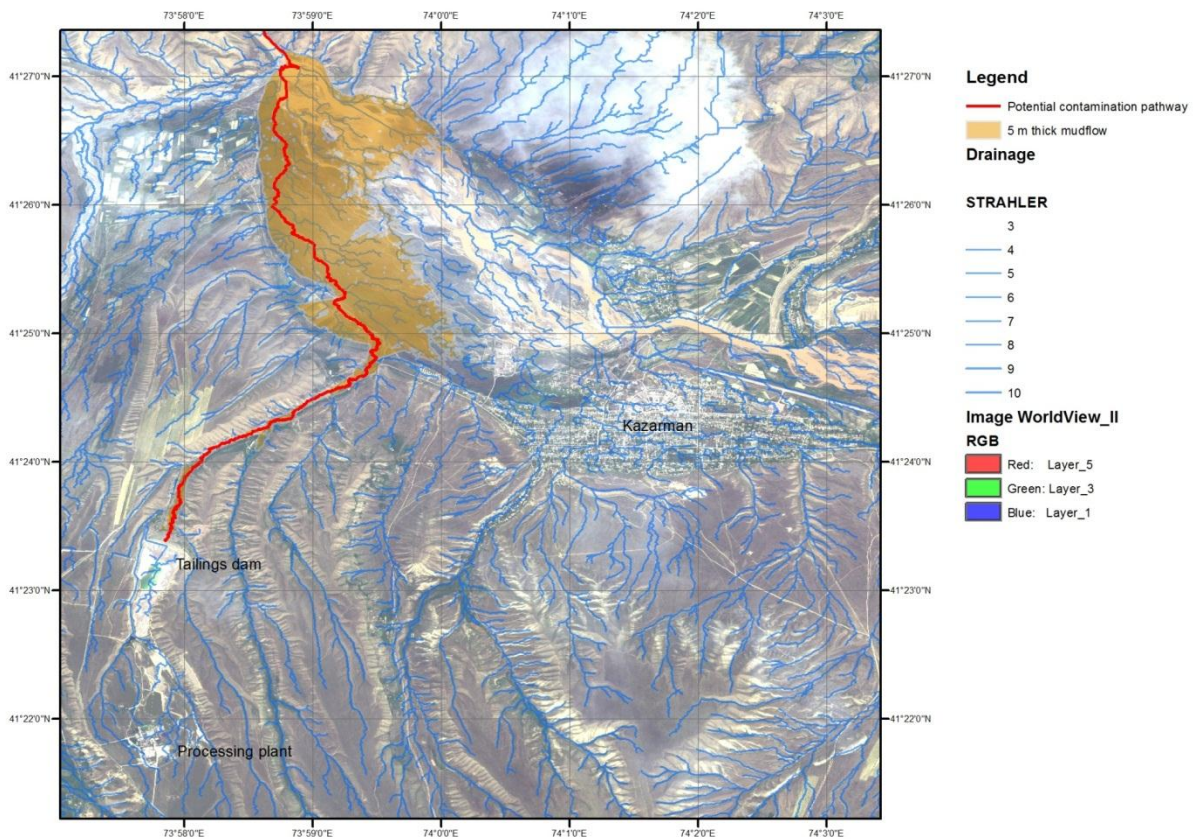 73°58'0"E 73°59'0"E 74°0'0"E 74°1'0"E 74°2'0"E 74°3'0"E
41°27'0"N 41°27'0"N
41°26'0"N 41°26'0"N
41°25'0"N 41°25'0"N
Kazarman
41°24'0"N 41°24'0"N
Tailings dam
41°23'0"N 41°23'0"N
41°22'0"N 41°22'0"N
Processing plant
73°58'0"E 73°59'0"E 74°0'0"E 74°1'0"E 74°2'0"E 74°3'0"E
Legend
Potential contamination pathway
5 m thick mudflow
Drainage
STRAHLER
3
4
5
6
7
8
9
10
Image WorldView_II
RGB
Red: Layer_5
Green: Layer_3
Blue: Layer_1